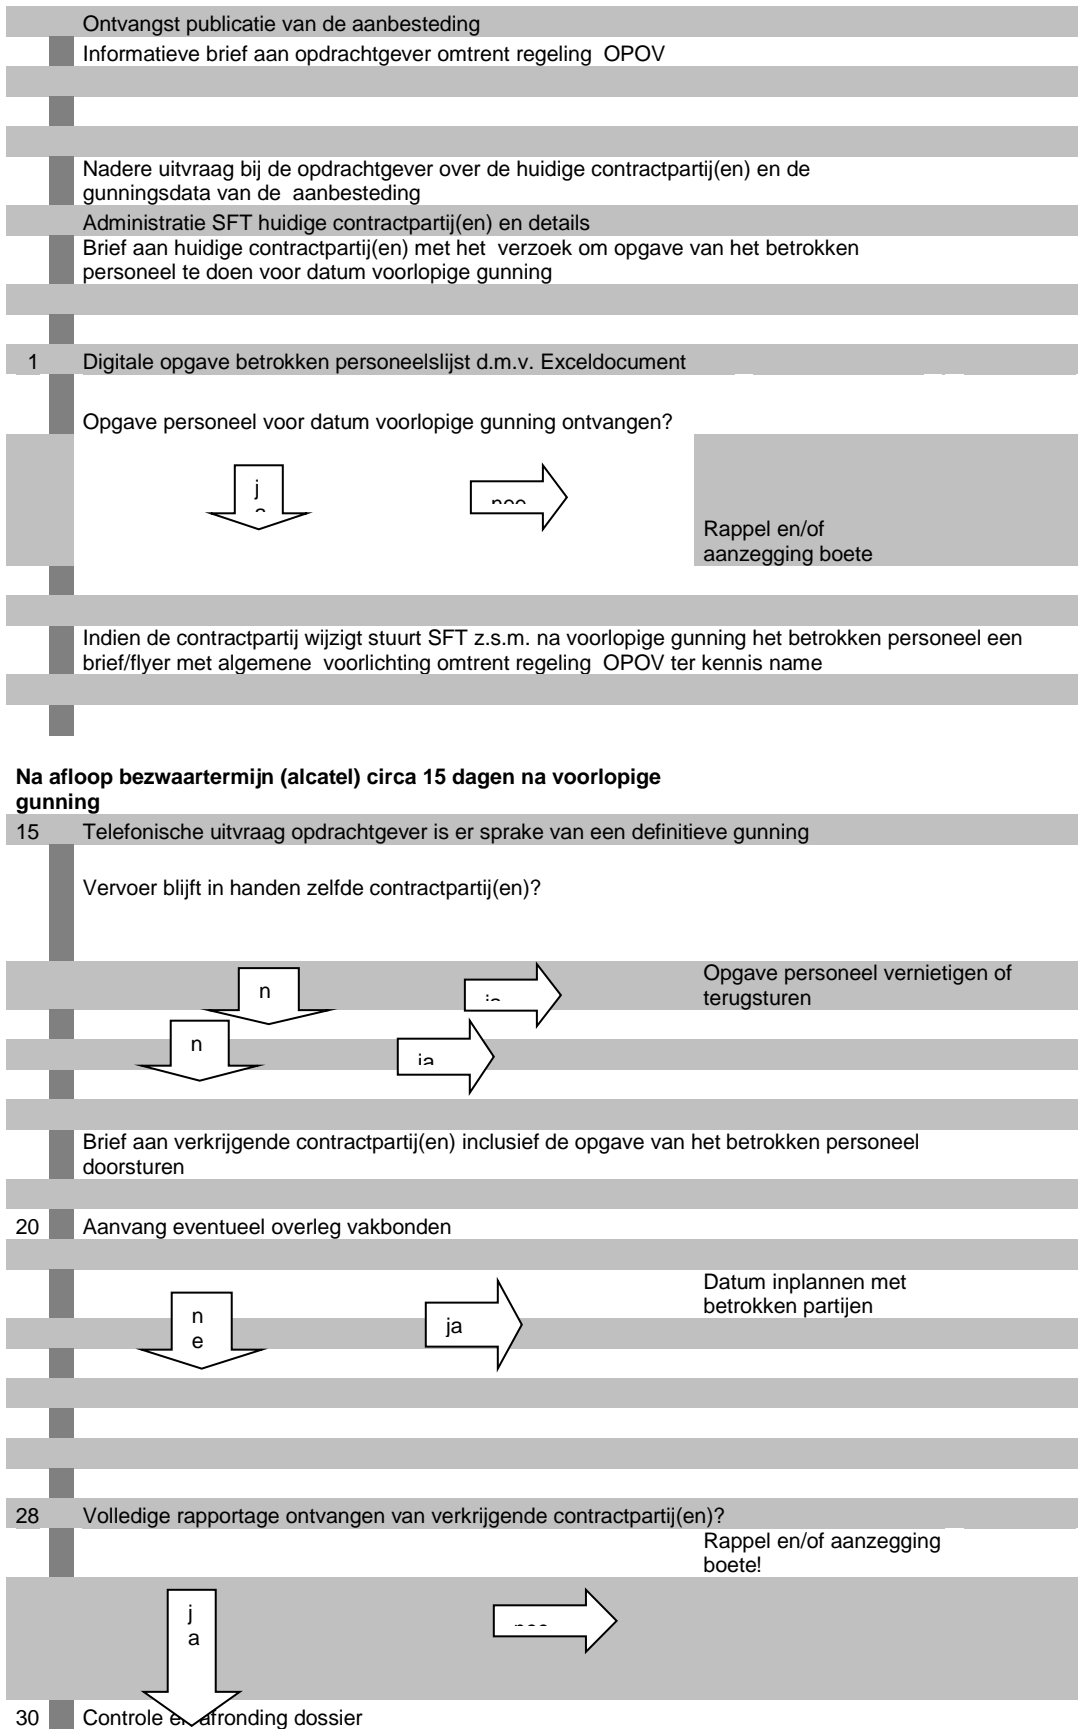 Ontvangst publicatie van de aanbesteding
Informatieve brief aan opdrachtgever omtrent regeling OPOV
Nadere uitvraag bij de opdrachtgever over de huidige contractpartij(en) en de
gunningsdata van de aanbesteding
Administratie SFT huidige contractpartij(en) en details
Brief aan huidige contractpartij(en) met het verzoek om opgave van het betrokken
personeel te doen voor datum voorlopige gunning
1 Digitale opgave betrokken personeelslijst d.m.v. Exceldocument
Opgave personeel voor datum voorlopige gunning ontvangen?
j
Rappel en/of
aanzegging boete
Indien de contractpartij wijzigt stuurt SFT z.s.m. na voorlopige gunning het betrokken personeel een
brief/flyer met algemene voorlichting omtrent regeling OPOV ter kennis name
Na afloop bezwaartermijn (alcatel) circa 15 dagen na voorlopige
gunning
15 Telefonische uitvraag opdrachtgever is er sprake van een definitieve gunning
Vervoer blijft in handen zelfde contractpartij(en)?
Opgave personeel vernietigen of
n
terugsturen
n
ja
Brief aan verkrijgende contractpartij(en) inclusief de opgave van het betrokken personeel
doorsturen
20 Aanvang eventueel overleg vakbonden
Datum inplannen met
betrokken partijen
n
e
ja
28 Volledige rapportage ontvangen van verkrijgende contractpartij(en)?
Rappel en/of aanzegging
boete!
j
a
30 Controle en afronding dossier